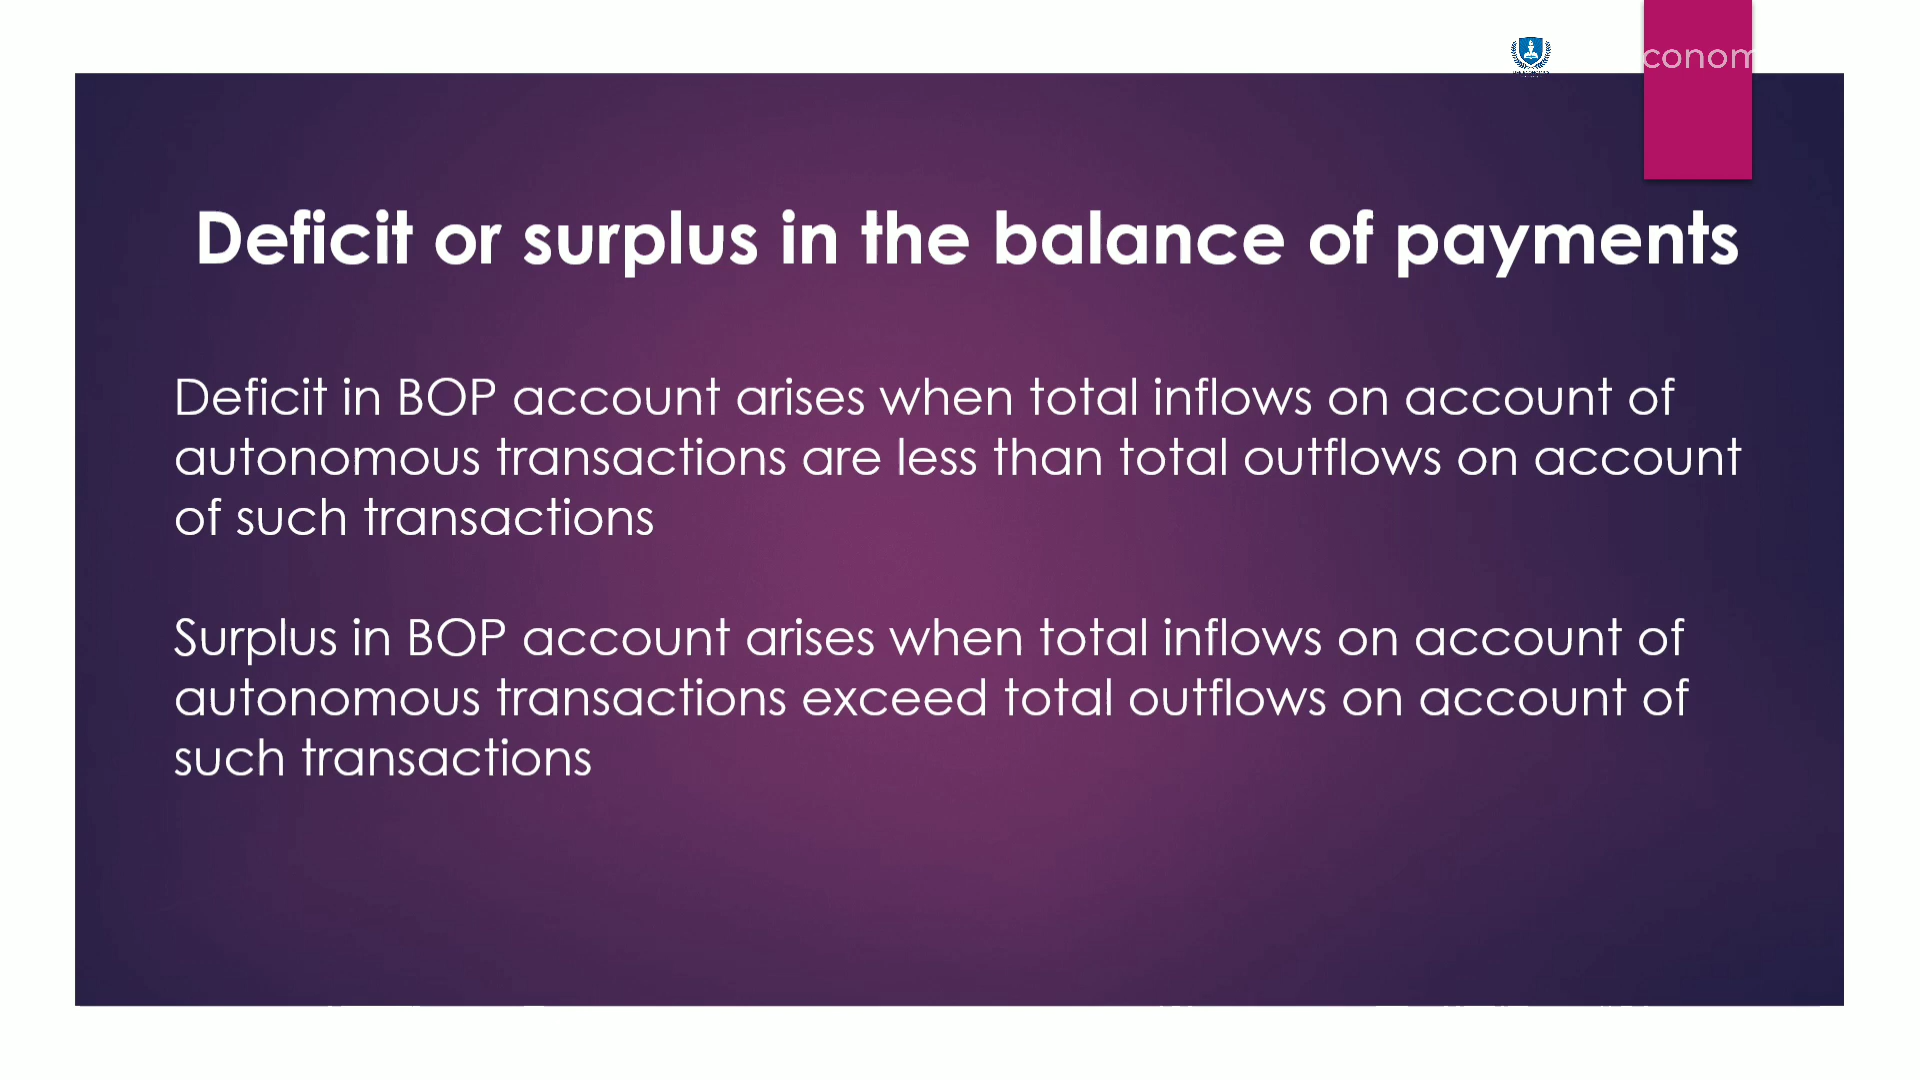 conom
Deficit or surplus in the balance of payments
Deficit in BOP account arises when total inflows on account of
autonomous transactions are less than total outflows on account
of such transactions
Surplus in BOP account arises when total inflows on account of
autonomous transactions exceed total outflows on account of
such transactions